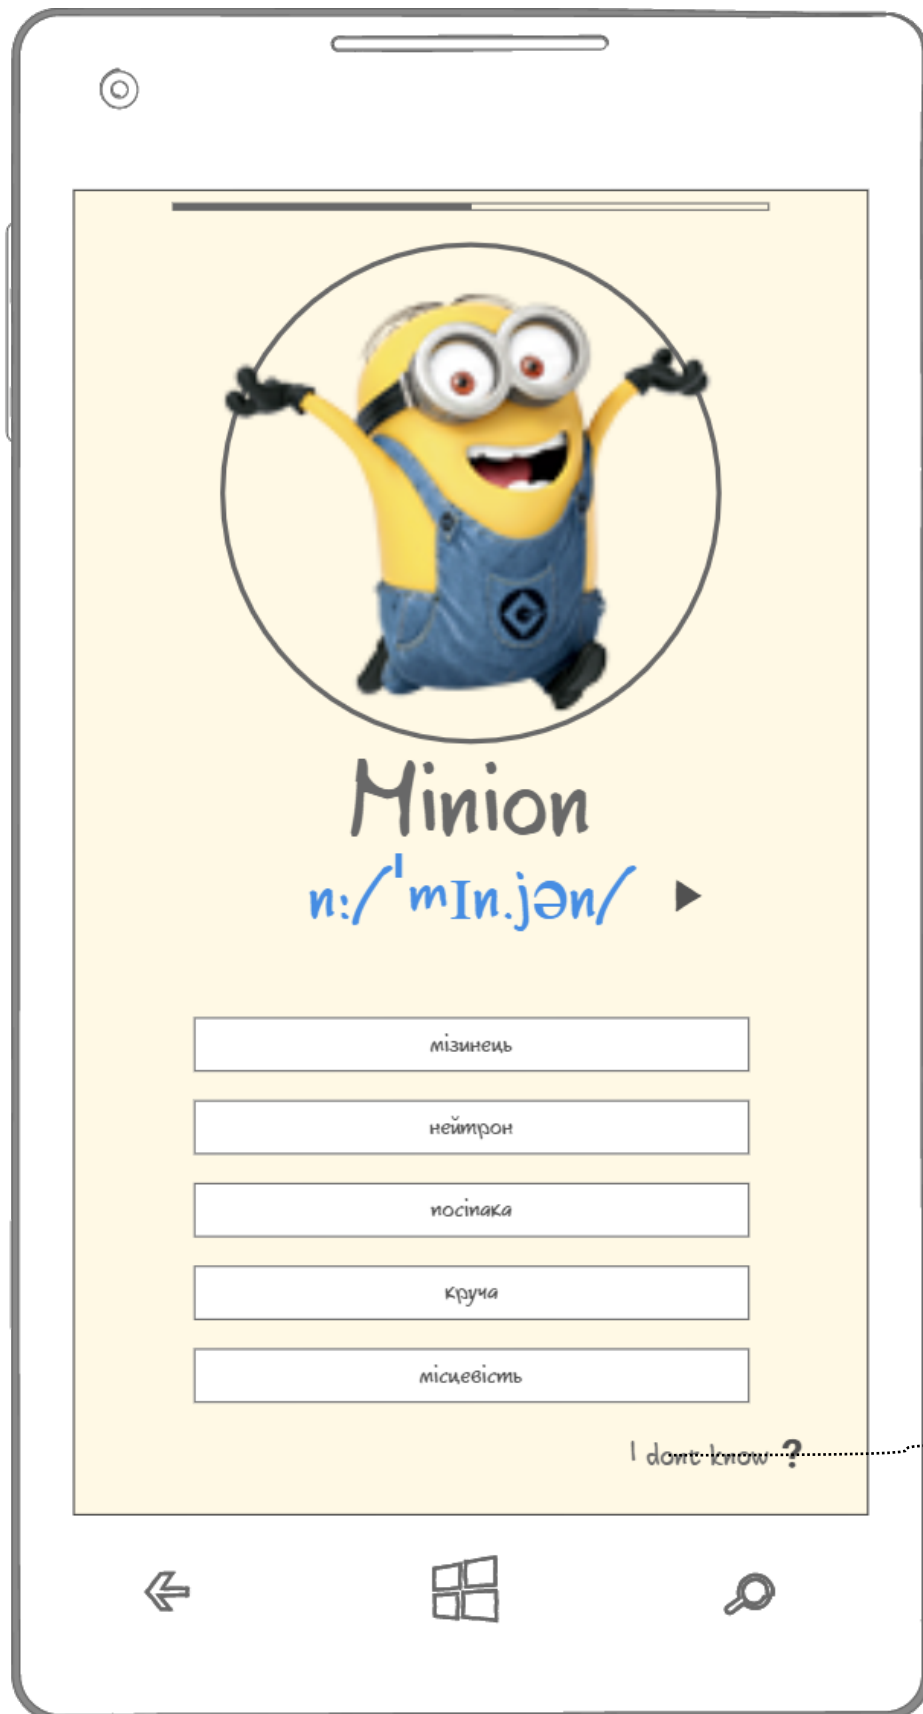 Minion
n:/ˈmɪn.jən/
мізинець
нейтрон
посіпака
круча
місцевість
I dont know ?